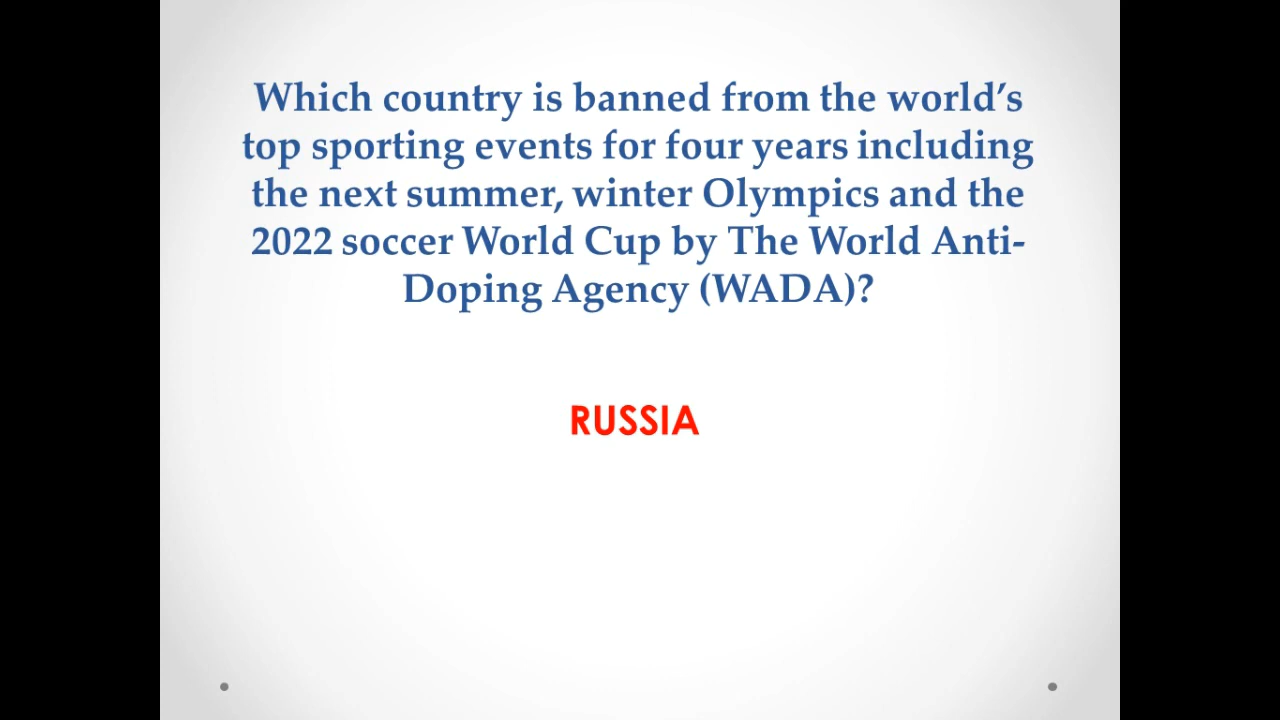 Which country is banned from the world’s
top sporting events for four years including
the next summer, winter Olympics and the
2022 soccer World Cup by The World Anti-
Doping Agency (WADA)?
RUSSIA